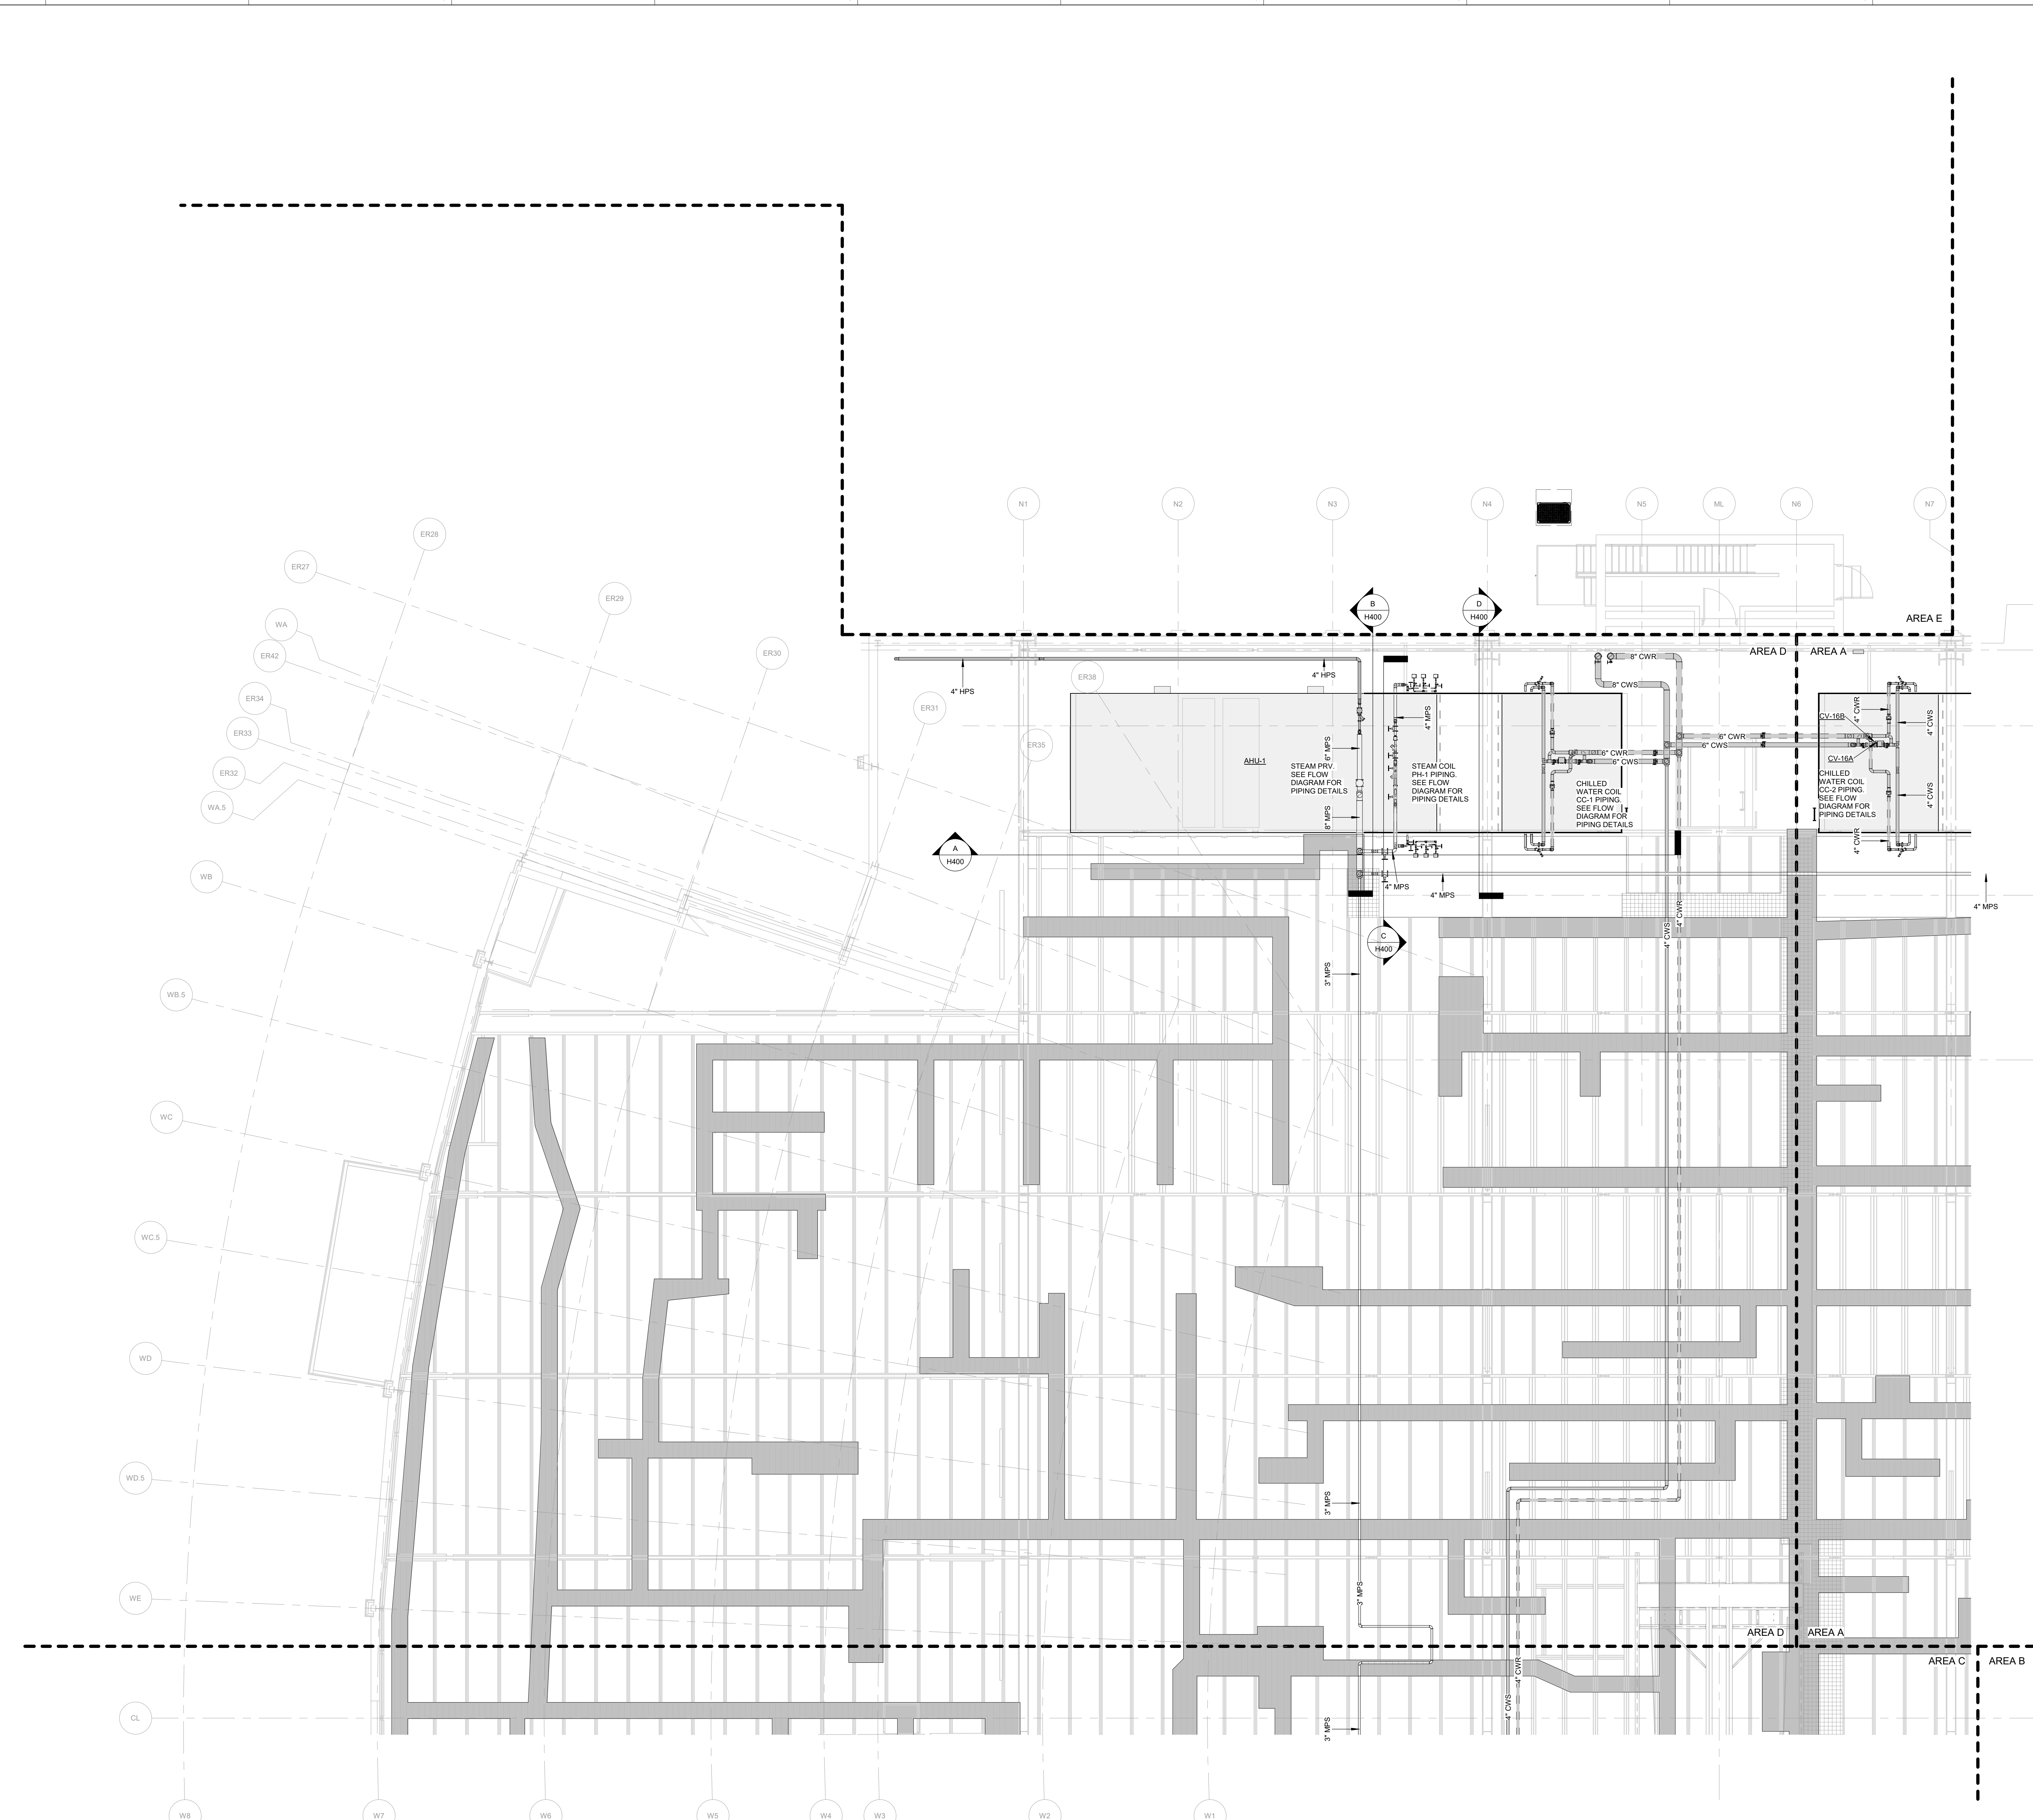 N1
N2
N3
N4
N5
ML
N6
N7
ER28
ER27
ER29
WA
ER42
ER30
ER34
ER31
ER33
ER35
ER32
ER38
WA.5
WB
WB.5
WC
WC.5
WD
WD.5
WE
CL
W8
W7
W6
W5
W4
W3
W2
W1
B
H400
D
H400
AREA E
AREA D
AREA A
4" HPS
4" HPS
8" CWR
8" CWS
4" MPS
6" MPS
8" MPS
AHU-1
STEAM PRV.
SEE FLOW
DIAGRAM FOR
PIPING DETAILS
STEAM COIL
PH-1 PIPING.
SEE FLOW
DIAGRAM FOR
PIPING DETAILS
6" CWR
6" CWS
6" CWR
6" CWS
CHILLED
WATER COIL
CC-1 PIPING.
SEE FLOW
DIAGRAM FOR
PIPING DETAILS
CV-16B
CV-16A
4" CWR
4" CWS
CHILLED
WATER COIL
CC-2 PIPING.
SEE FLOW
DIAGRAM FOR
PIPING DETAILS
4" CWS
4" CWR
A
H400
4" MPS
4" MPS
4" MPS
C
H400
4" CWS
4" CWR
3" MPS
3" MPS
3" MPS
AREA D
AREA A
AREA C
AREA B
4" CWR
4" CWS
3" MPS